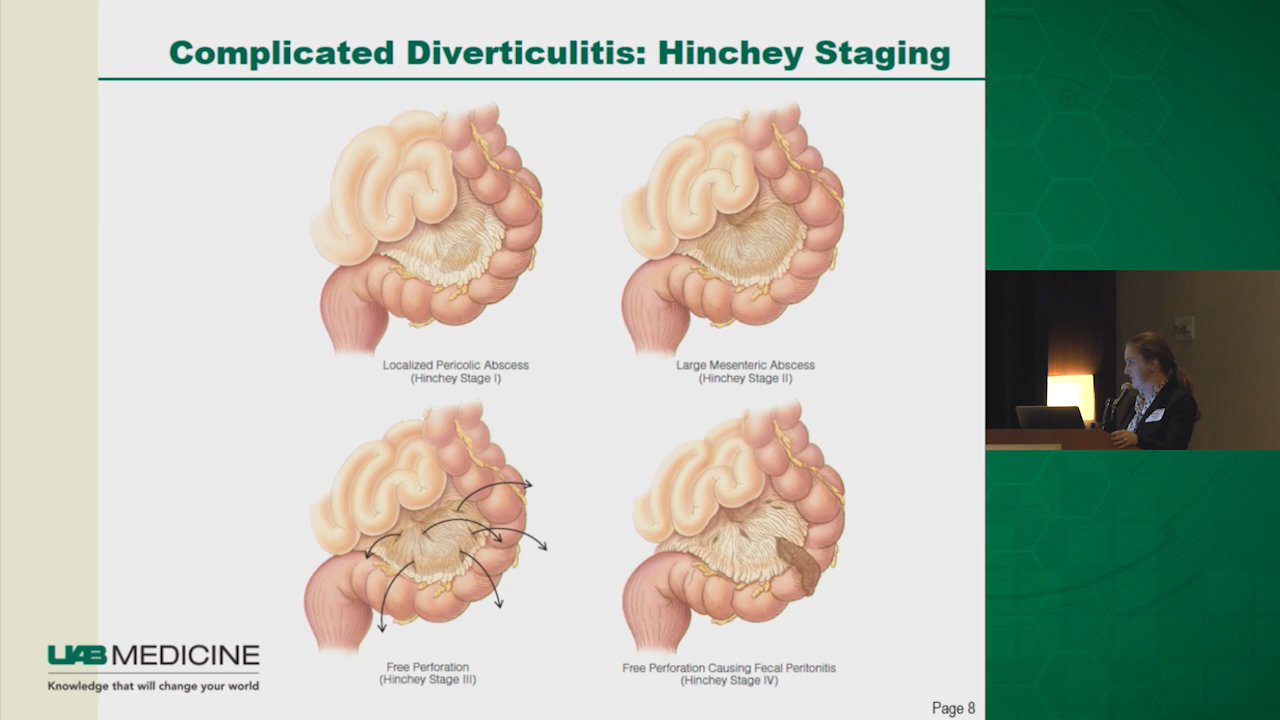 Complicated Diverticulitis: Hinchey Staging
Localized Pericolic Abscess
(Hinchey Stage I)
Large Mesenteric Abscess
(Hinchey Stage II)
Free Perforation
(Hinchey Stage III)
Free Perforation Causing Fecal Peritonitis
(Hinchey Stage IV)
UAB MEDICINE
Knowledge that will change your world
Page 8